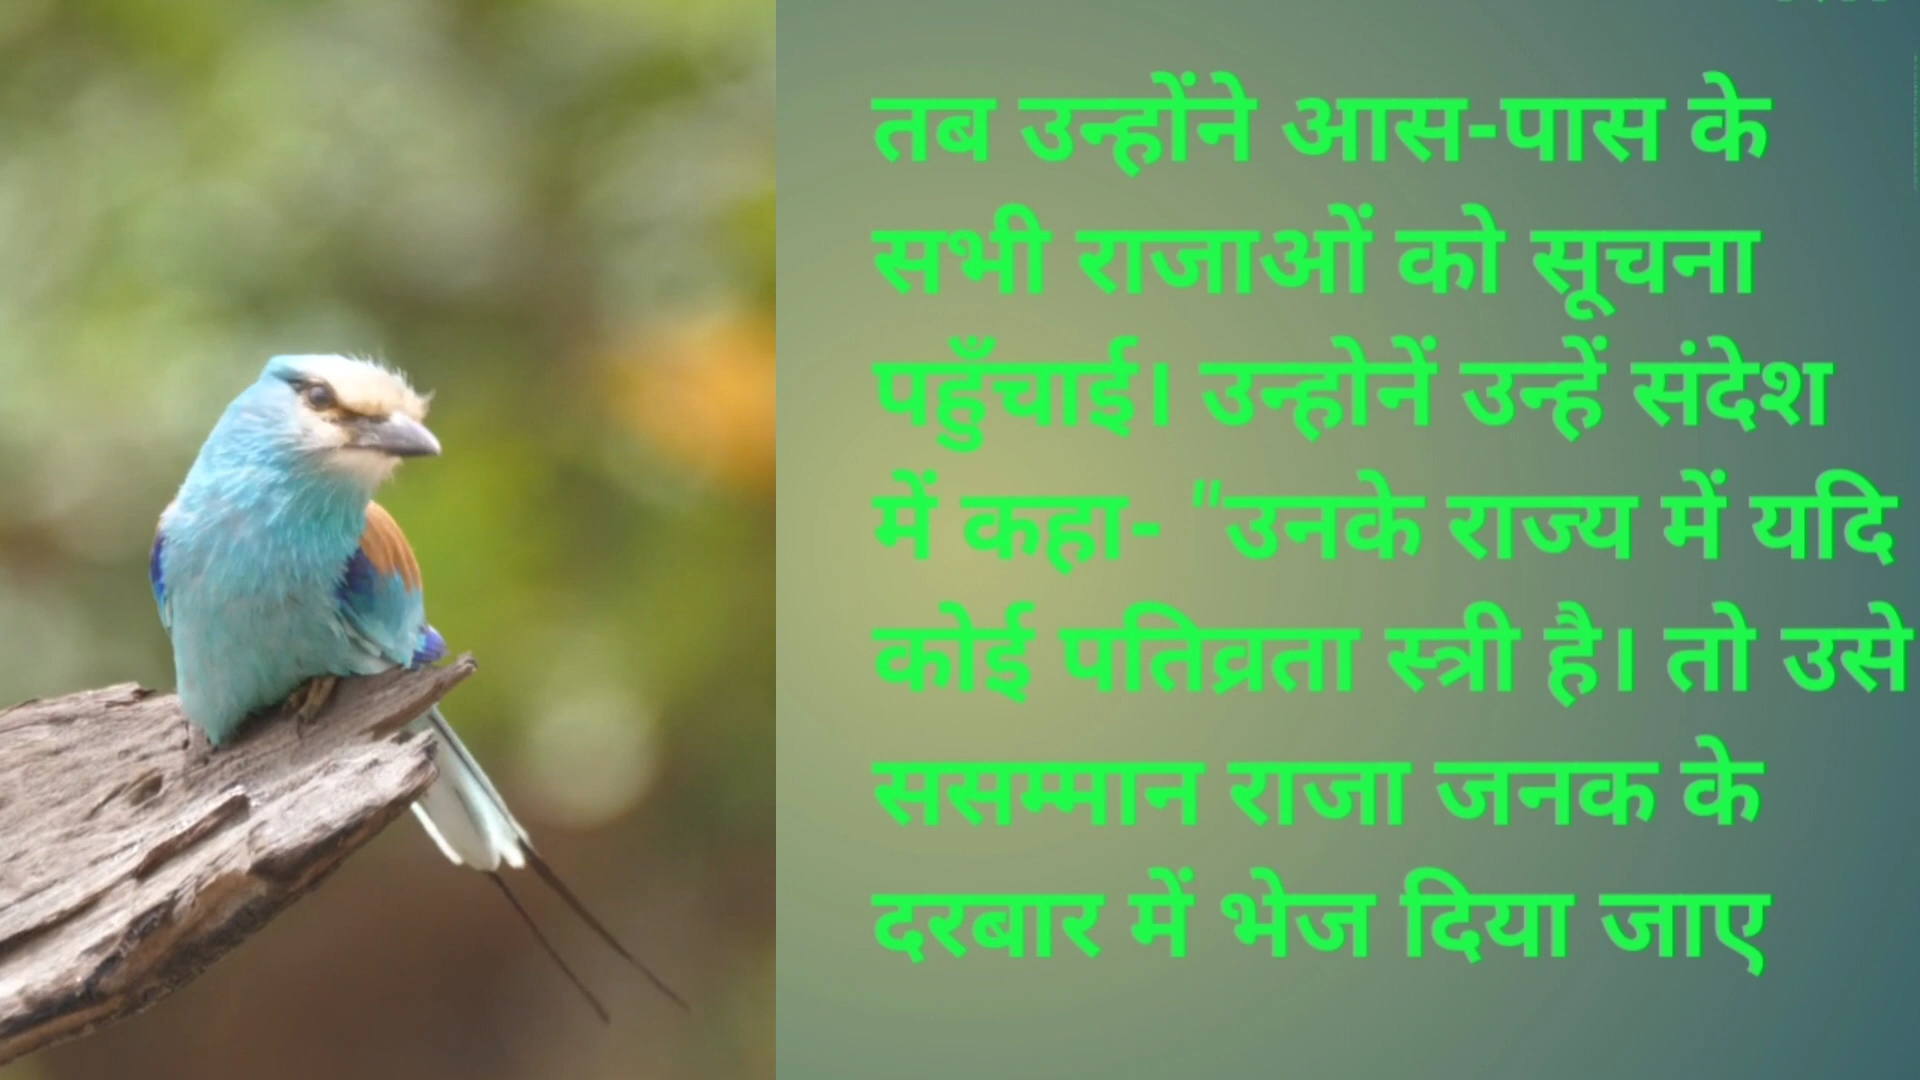 तब उन्होंने आस-पास के
सभी राजाओं को सूचना
पहुँचाई। उन्होनें उन्हें संदेश
में कहा- "उनके राज्य में यदि
कोई पतिव्रता स्त्री है। तो उसे
ससम्मान राजा जनक के
दरबार में भेज दिया जाए